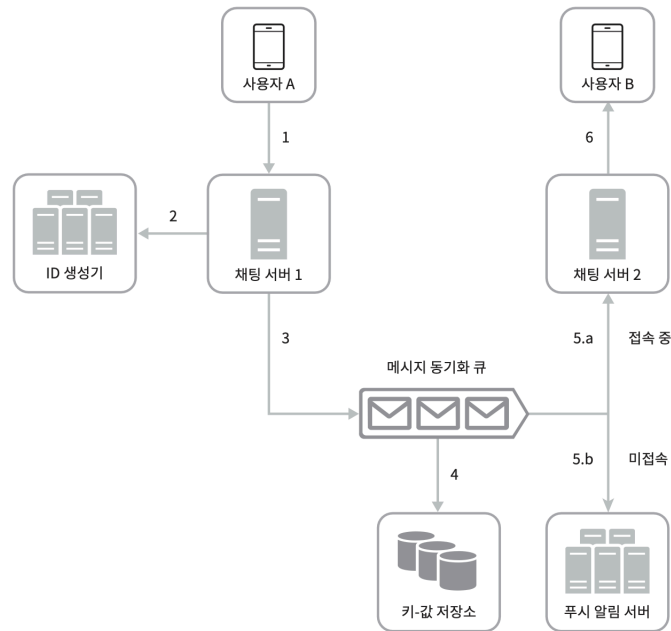 사용자 A
사용자 B
1
6
2
ID 생성기
채팅 서버 1
채팅 서버 2
3
5.a
접속 중
메시지 동기화 큐
4
5.b
미접속
키-값 저장소
푸시 알림 서버